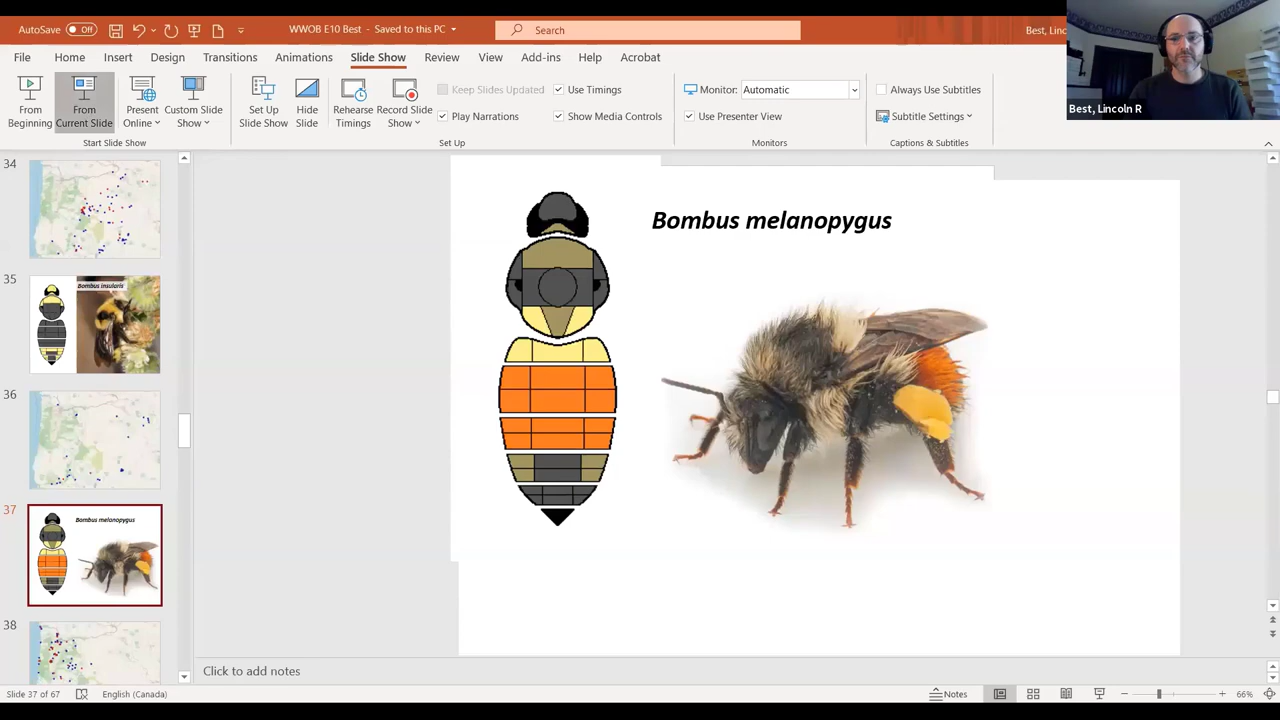 AutoSave Off WWOB E10 Best - Saved to this PC Search
File Home Insert Design Transitions Animations Slide Show Review View Add-ins Help Acrobat
From Beginning
From Current Slide
Present Online
Custom Slide Show
Start Slide Show
Set Up Slide Show
Hide Slide
Rehearse Timings
Record Slide Show
Keep Slides Updated
Use Timings
Play Narrations
Show Media Controls
Set Up
Monitor: Automatic
Use Presenter View
Monitors
Always Use Subtitles
Subtitle Settings
Captions & Subtitles
Best, Linc
Best, Lincoln R
34
35
Bombus insularis
36
37
Bombus melanopygus
38
Bombus melanopygus
Click to add notes
Slide 37 of 67 English (Canada) Notes 66%